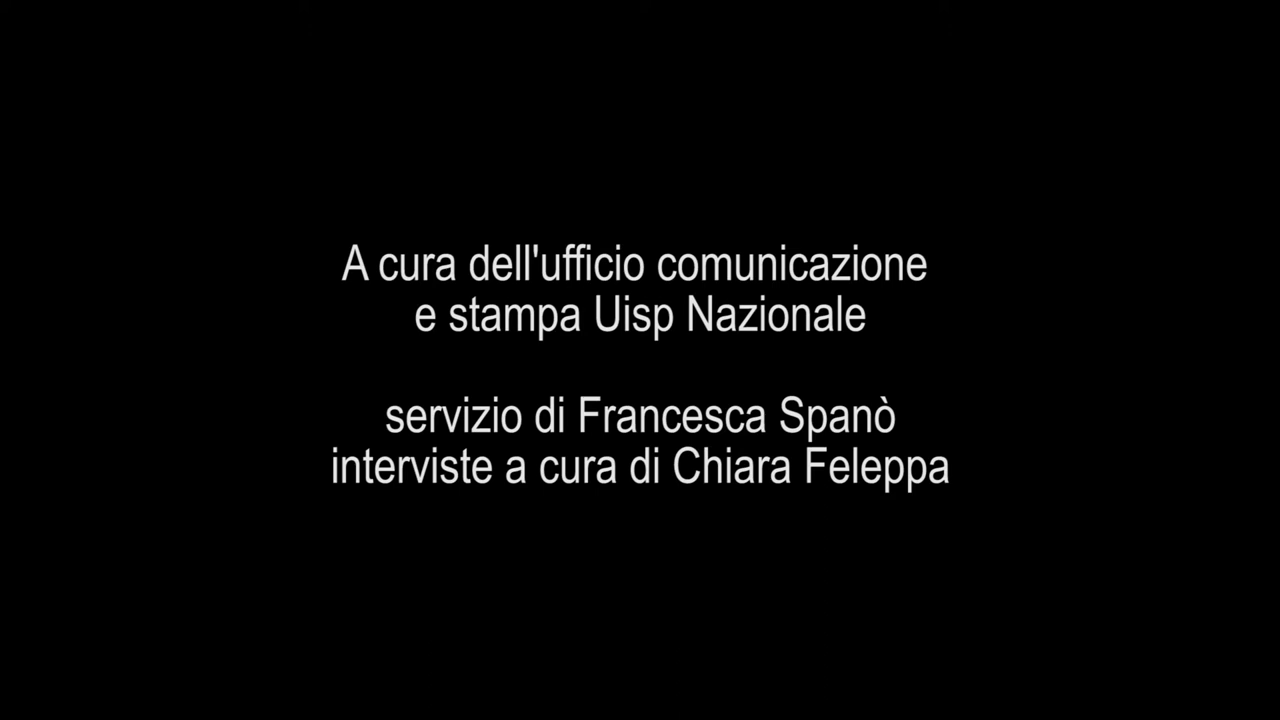 A cura dell'ufficio comunicazione
e stampa Uisp Nazionale
servizio di Francesca Spanò
interviste a cura di Chiara Feleppa